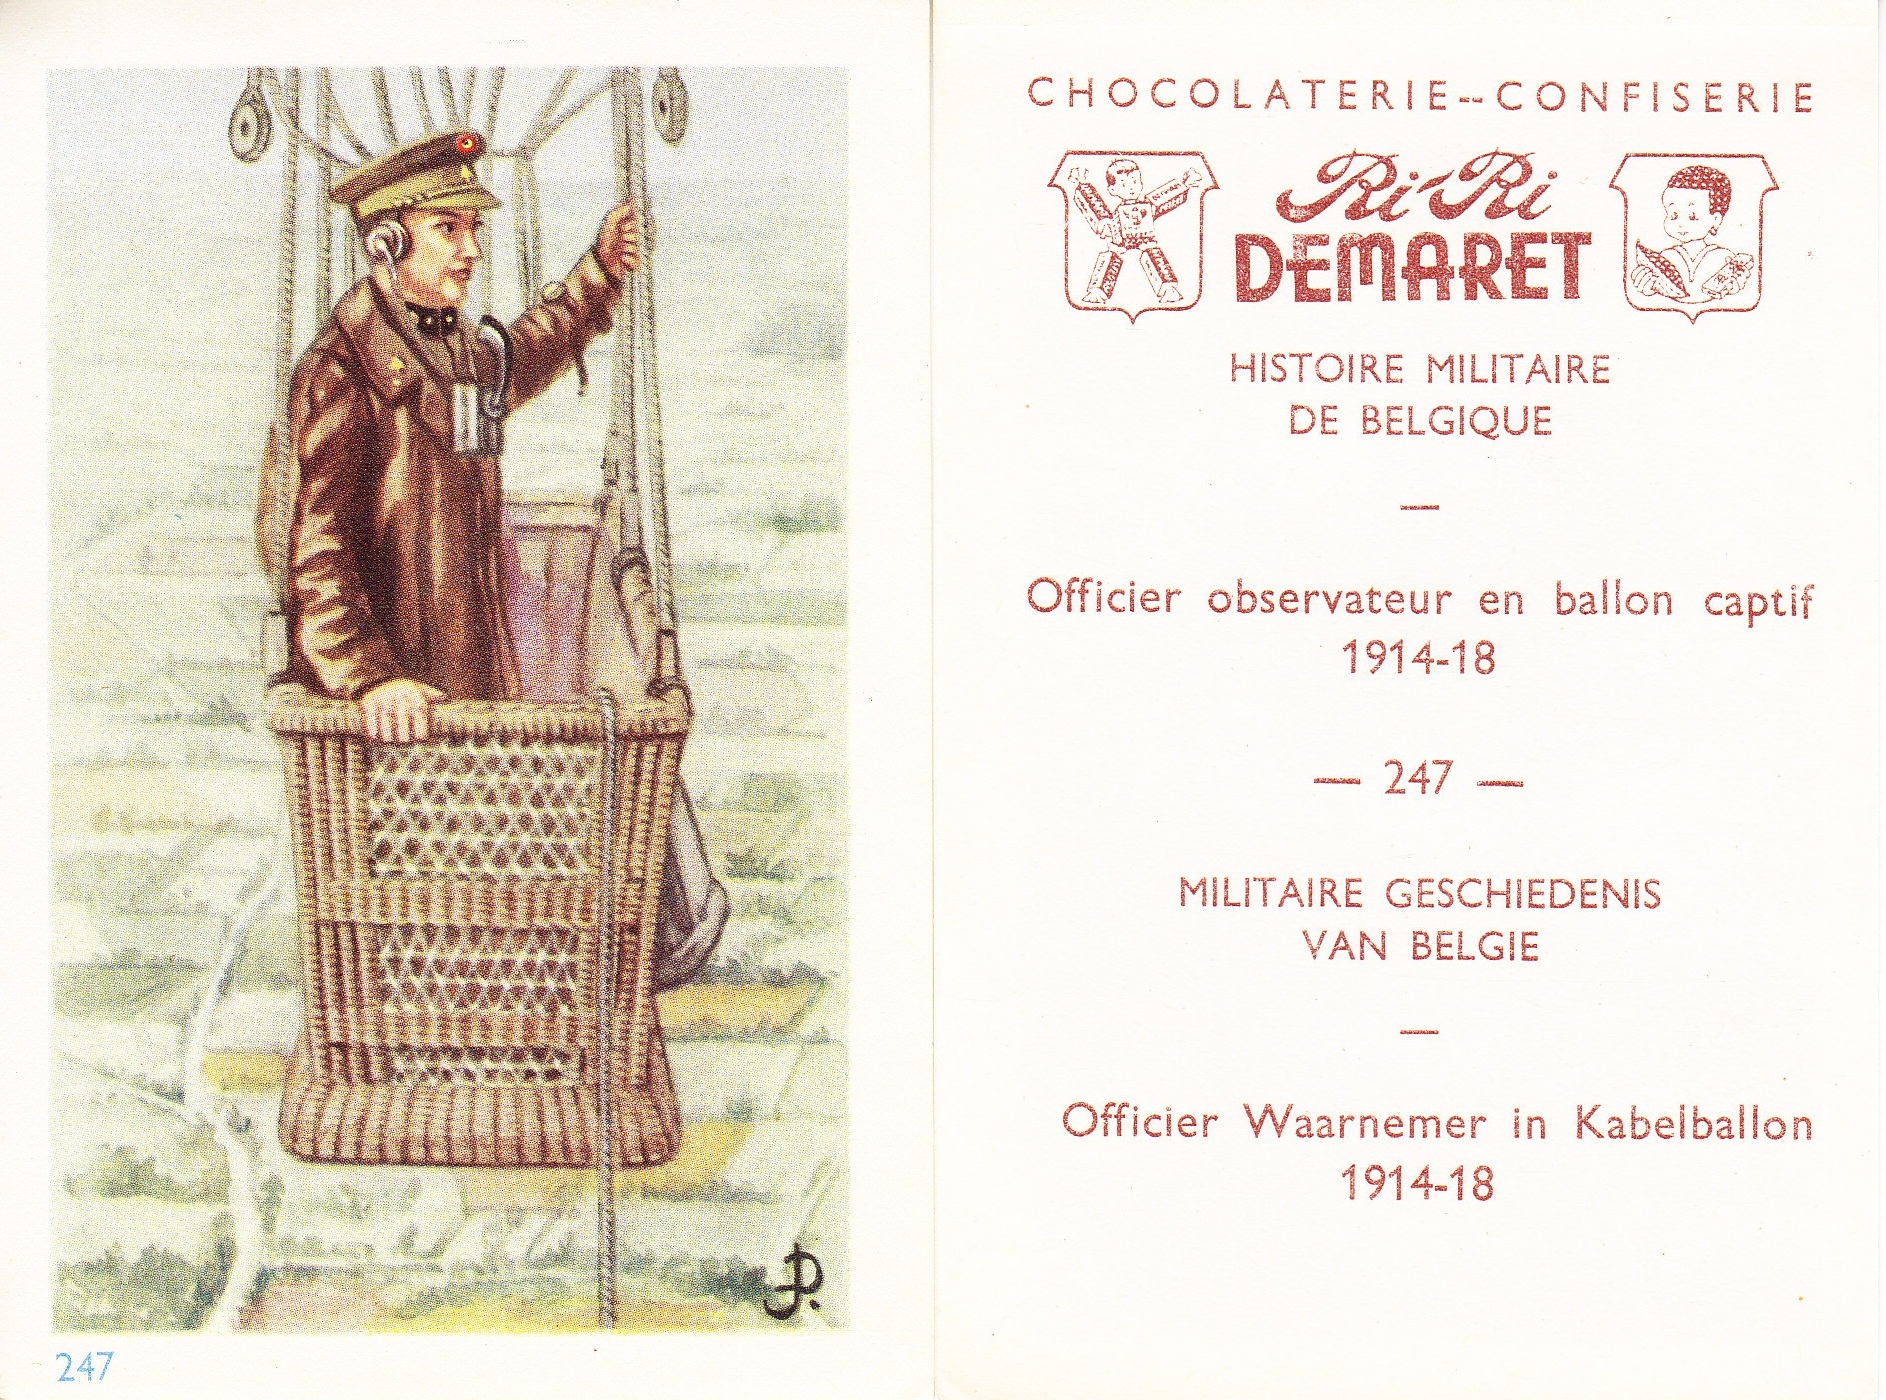 247
JP.
CHOCOLATERIE--CONFISERIE
Ri-Ri
DEMARET
HISTOIRE MILITAIRE
DE BELGIQUE
—
Officier observateur en ballon captif
1914-18
— 247 —
MILITAIRE GESCHIEDENIS
VAN BELGIE
—
Officier Waarnemer in Kabelballon
1914-18